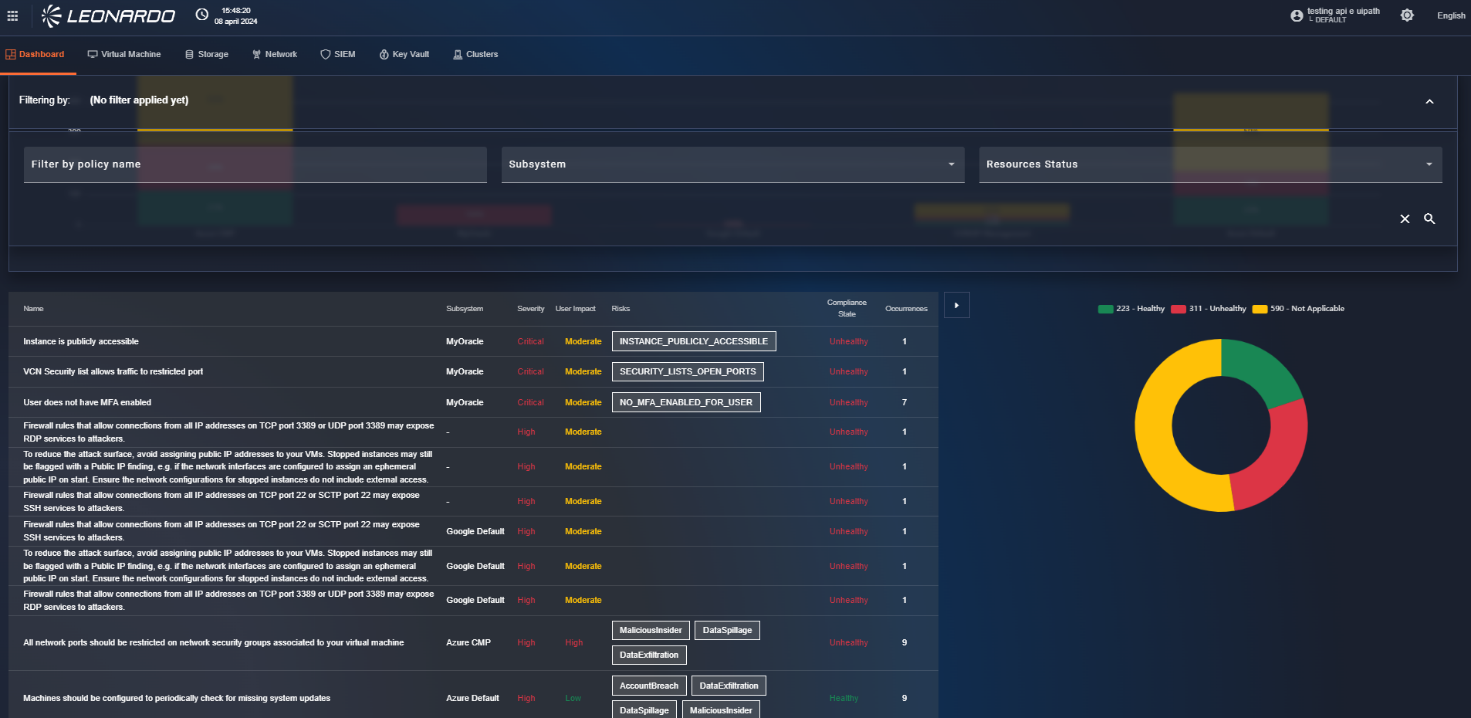 LEONARDO
15:48:20
08 april 2024
testing api e uipath
└ DEFAULT
English
Dashboard
Virtual Machine
Storage
Network
SIEM
Key Vault
Clusters
Filtering by: (No filter applied yet)
Filter by policy name
Subsystem
Resources Status
Name Subsystem Severity User Impact Risks Compliance State Occurrences
223 - Healthy 311 - Unhealthy 590 - Not Applicable
Instance is publicly accessible MyOracle Critical Moderate INSTANCE_PUBLICLY_ACCESSIBLE Unhealthy 1
VCN Security list allows traffic to restricted port MyOracle Critical Moderate SECURITY_LISTS_OPEN_PORTS Unhealthy 1
User does not have MFA enabled MyOracle Critical Moderate NO_MFA_ENABLED_FOR_USER Unhealthy 7
Firewall rules that allow connections from all IP addresses on TCP port 3389 or UDP port 3389 may expose
RDP services to attackers.
- High Moderate Unhealthy 1
To reduce the attack surface, avoid assigning public IP addresses to your VMs. Stopped instances may still
be flagged with a Public IP finding, e.g. if the network interfaces are configured to assign an ephemeral
public IP on start. Ensure the network configurations for stopped instances do not include external access.
- High Moderate Unhealthy 1
Firewall rules that allow connections from all IP addresses on TCP port 22 or SCTP port 22 may expose
SSH services to attackers.
- High Moderate Unhealthy 1
Firewall rules that allow connections from all IP addresses on TCP port 22 or SCTP port 22 may expose
SSH services to attackers.
Google Default High Moderate Unhealthy 1
To reduce the attack surface, avoid assigning public IP addresses to your VMs. Stopped instances may still
be flagged with a Public IP finding, e.g. if the network interfaces are configured to assign an ephemeral
public IP on start. Ensure the network configurations for stopped instances do not include external access.
Google Default High Moderate Unhealthy 1
Firewall rules that allow connections from all IP addresses on TCP port 3389 or UDP port 3389 may expose
RDP services to attackers.
Google Default High Moderate Unhealthy 1
All network ports should be restricted on network security groups associated to your virtual machine Azure CMP High High MaliciousInsider DataSpillage
DataExfiltration
Unhealthy 9
Machines should be configured to periodically check for missing system updates Azure Default High Low AccountBreach DataExfiltration
DataSpillage MaliciousInsider
Healthy 9